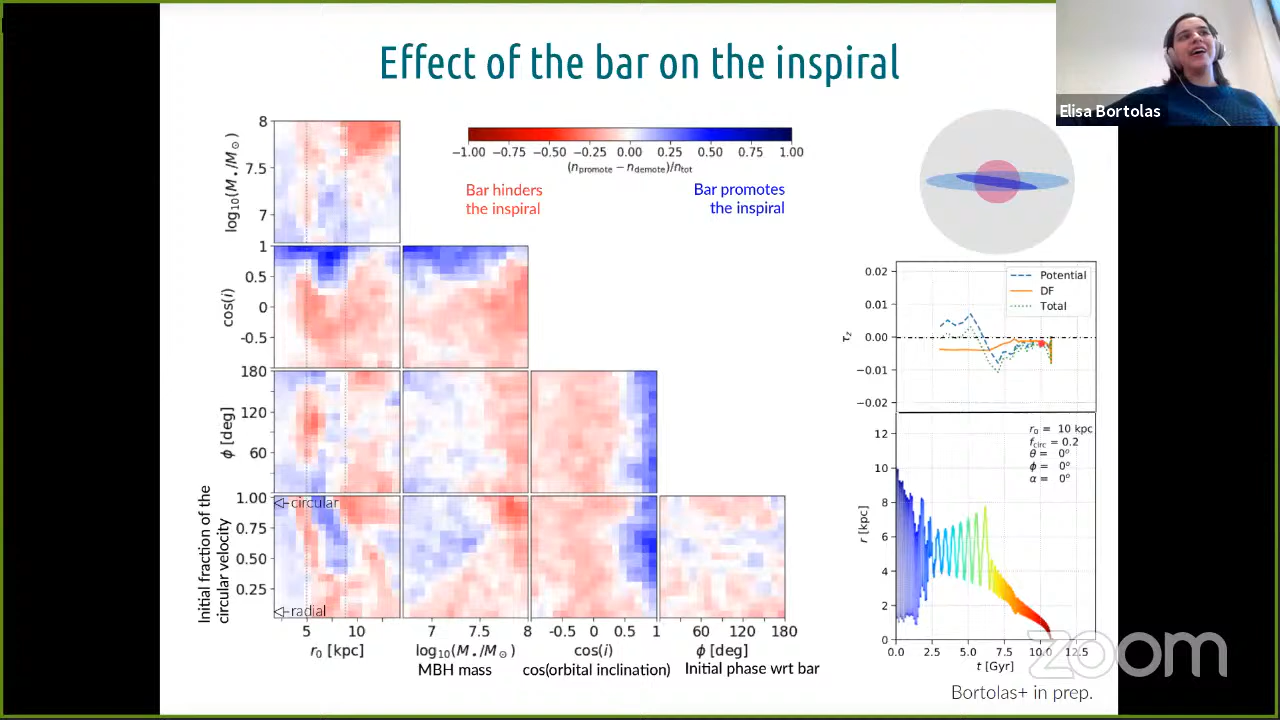 Effect of the bar on the inspiral
Elisa Bortolas
−1.00 −0.75 −0.50 −0.25 0.00 0.25 0.50 0.75 1.00
(n_promote − n_demote)/n_tot
Bar hinders
the inspiral
Bar promotes
the inspiral
8
7.5
7
log₁₀(M•/M⊙)
1
0.5
0
-0.5
cos(i)
180
120
60
ϕ [deg]
1.00
0.75
0.50
0.25
Initial fraction of the
circular velocity
circular
radial
5 10
r₀ [kpc]
7 7.5 8
log₁₀(M•/M⊙)
MBH mass
-0.5 0 0.5 1
cos(i)
cos(orbital inclination)
60 120 180
ϕ [deg]
Initial phase wrt bar
0.02
0.01
0.00
−0.01
−0.02
τ_z
Potential
DF
Total
r₀ = 10 kpc
f_circ = 0.2
θ = 0°
ϕ = 0°
α = 0°
12
10
8
6
4
2
0
r [kpc]
0.0 2.5 5.0 7.5 10.0 12.5
t [Gyr]
zoom
Bortolas+ in prep.